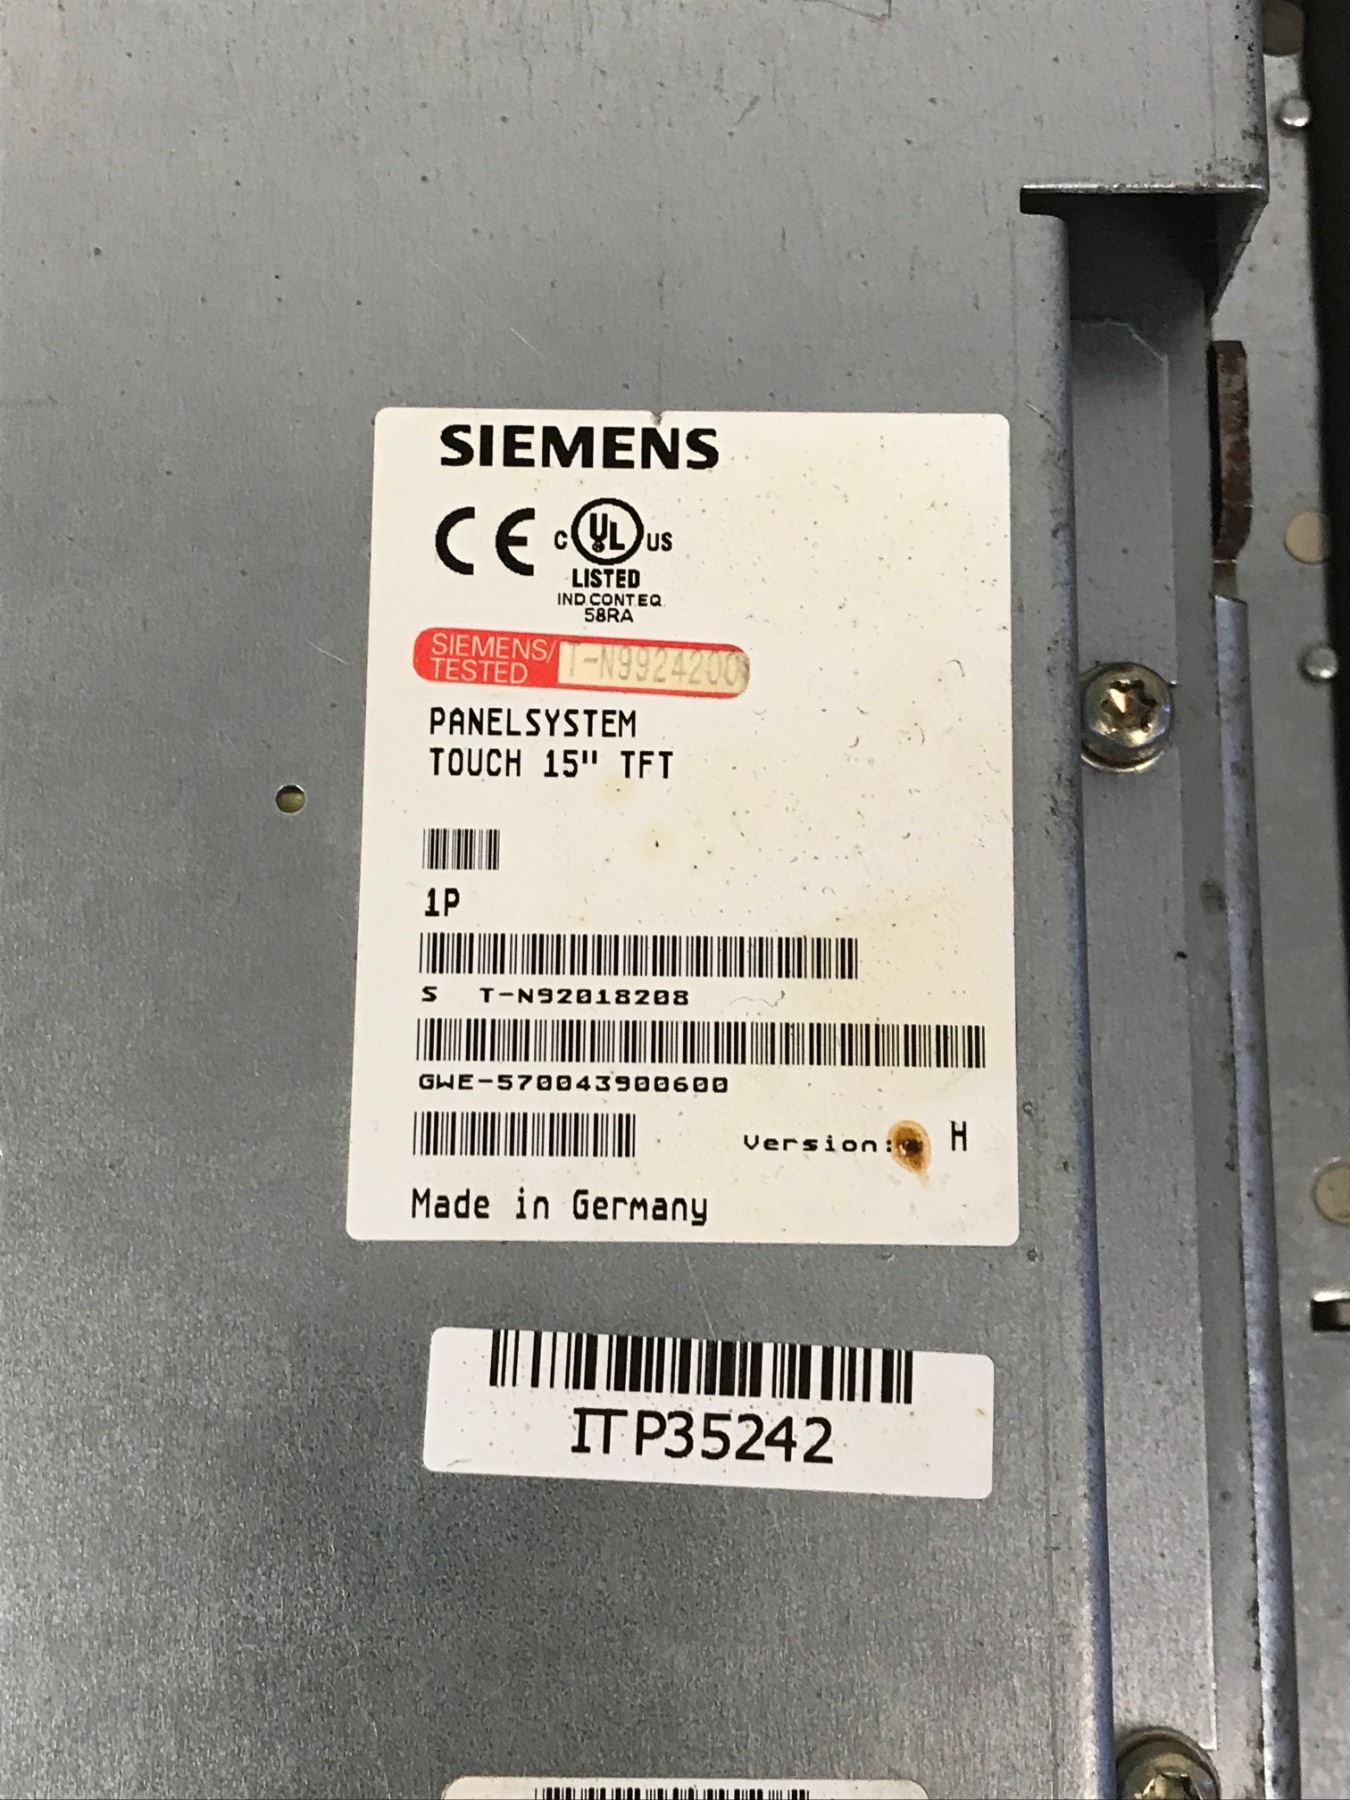 SIEMENS
CE C UL US
LISTED
IND.CONT.EQ.
58RA
SIEMENS/
TESTED
PANELSYSTEM
TOUCH 15" TFT
1P
S T-N92018208
GWE-570043900600
Version: H
Made in Germany
ITP35242